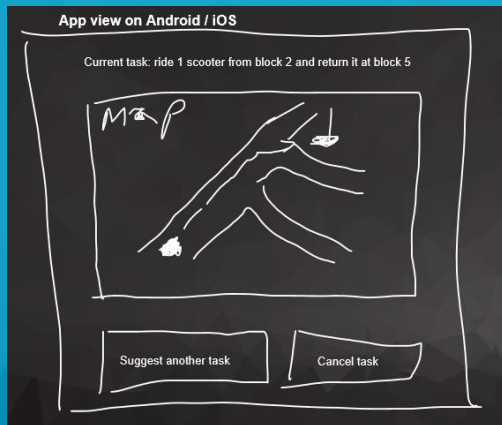 App view on Android / iOS
Current task: ride 1 scooter from block 2 and return it at block 5
Map
Suggest another task
Cancel task